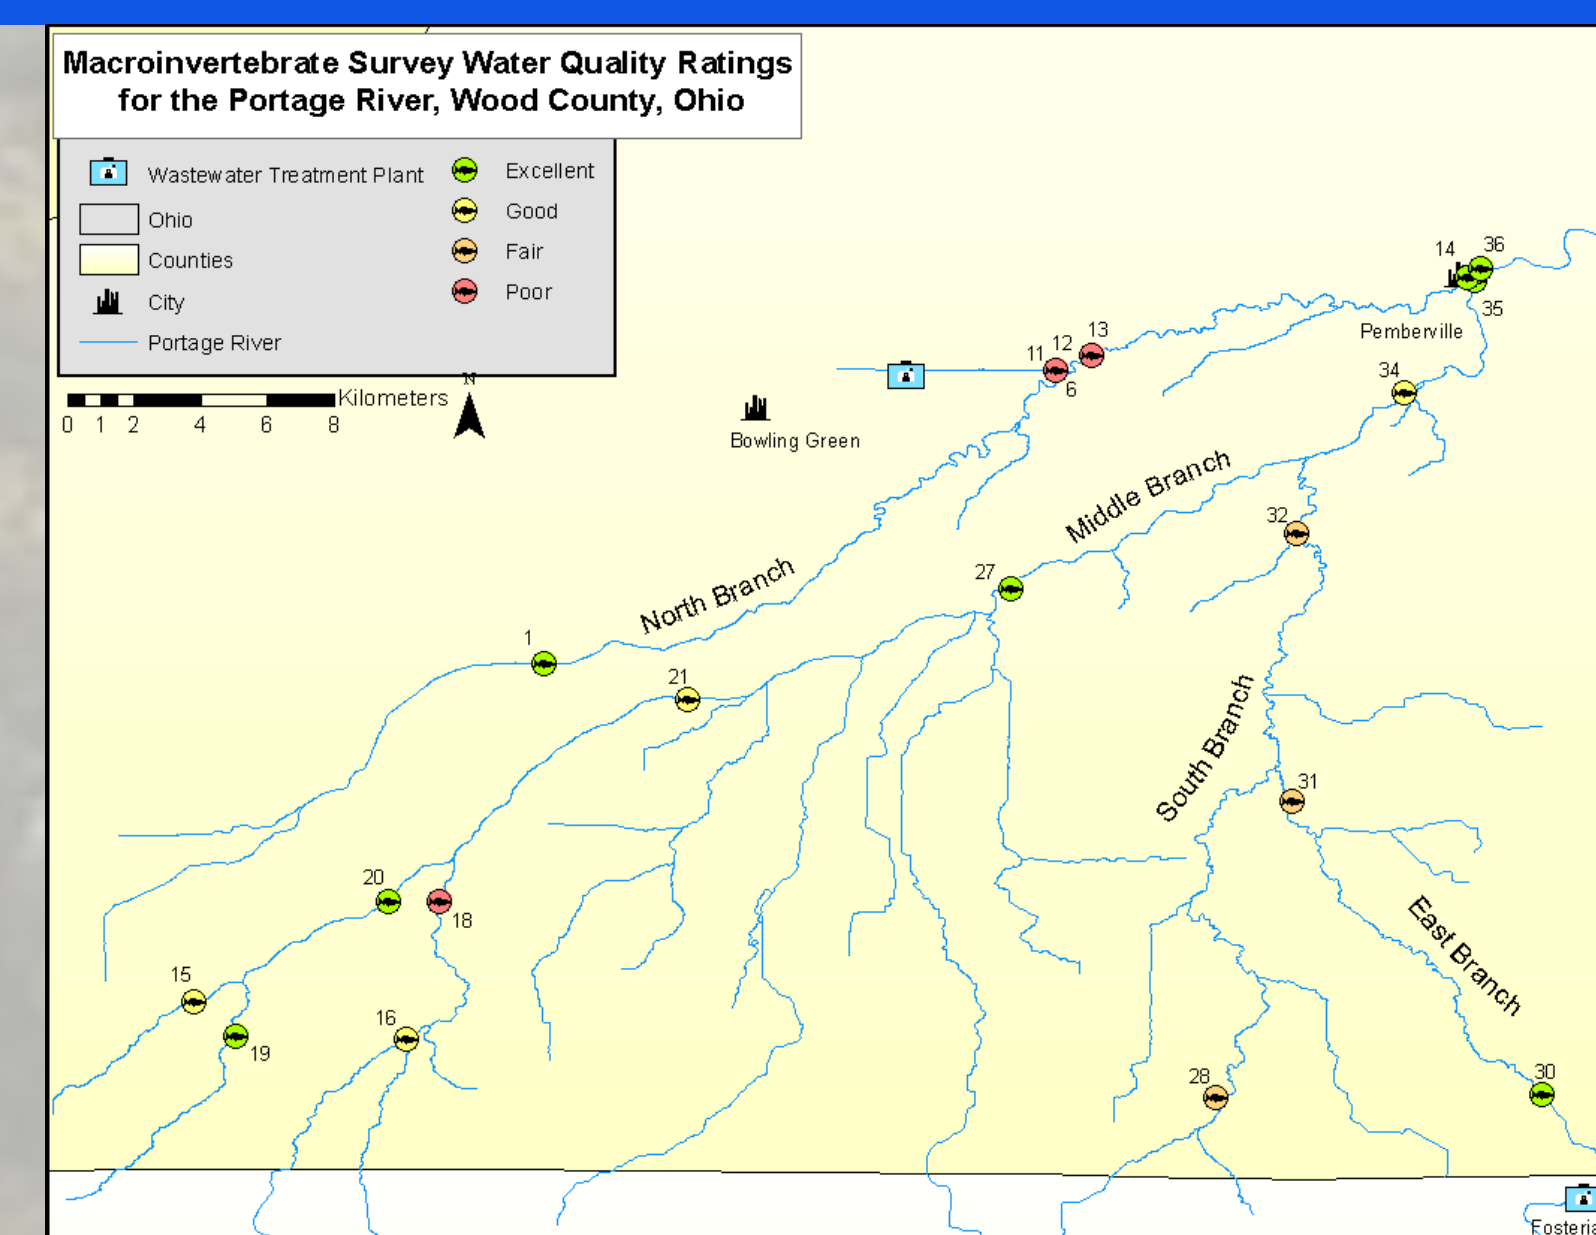 Macroinvertebrate Survey Water Quality Ratings
for the Portage River, Wood County, Ohio
Wastewater Treatment Plant
Ohio
Counties
City
Portage River
Excellent
Good
Fair
Poor
Kilometers
0 1 2 4 6 8
N
14
36
35
Pemberville
34
11
12
13
6
Bowling Green
Middle Branch
32
27
North Branch
1
21
South Branch
31
20
18
East Branch
15
16
19
28
30
Fostoria